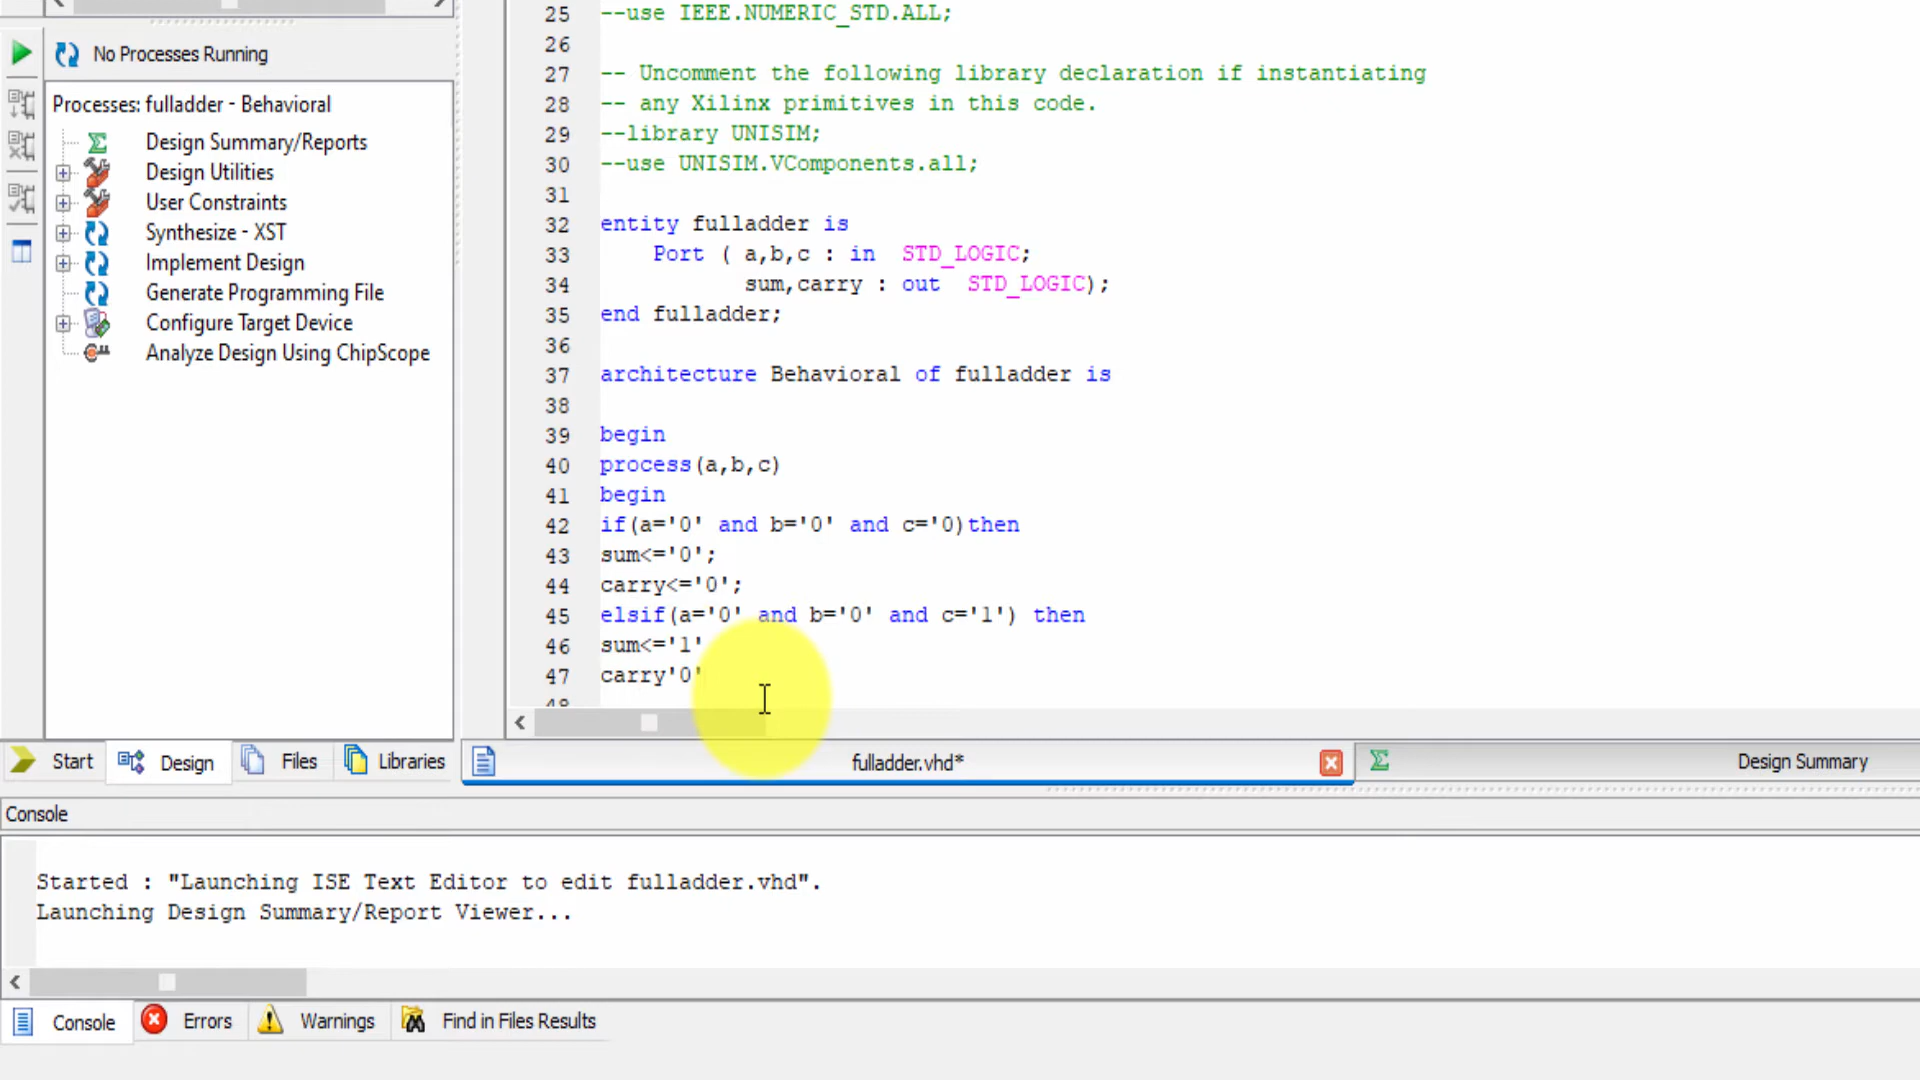 No Processes Running
Processes: fulladder - Behavioral
Design Summary/Reports
Design Utilities
User Constraints
Synthesize - XST
Implement Design
Generate Programming File
Configure Target Device
Analyze Design Using ChipScope
25 --use IEEE.NUMERIC_STD.ALL;
26
27 -- Uncomment the following library declaration if instantiating
28 -- any Xilinx primitives in this code.
29 --library UNISIM;
30 --use UNISIM.VComponents.all;
31
32 entity fulladder is
33 Port ( a,b,c : in STD_LOGIC;
34 sum,carry : out STD_LOGIC);
35 end fulladder;
36
37 architecture Behavioral of fulladder is
38
39 begin
40 process(a,b,c)
41 begin
42 if(a='0' and b='0' and c='0)then
43 sum<='0';
44 carry<='0';
45 elsif(a='0' and b='0' and c='1') then
46 sum<='1'
47 carry'0'
48
Start Design Files Libraries
fulladder.vhd* Design Summary
Console
Started : "Launching ISE Text Editor to edit fulladder.vhd".
Launching Design Summary/Report Viewer...
Console Errors Warnings Find in Files Results